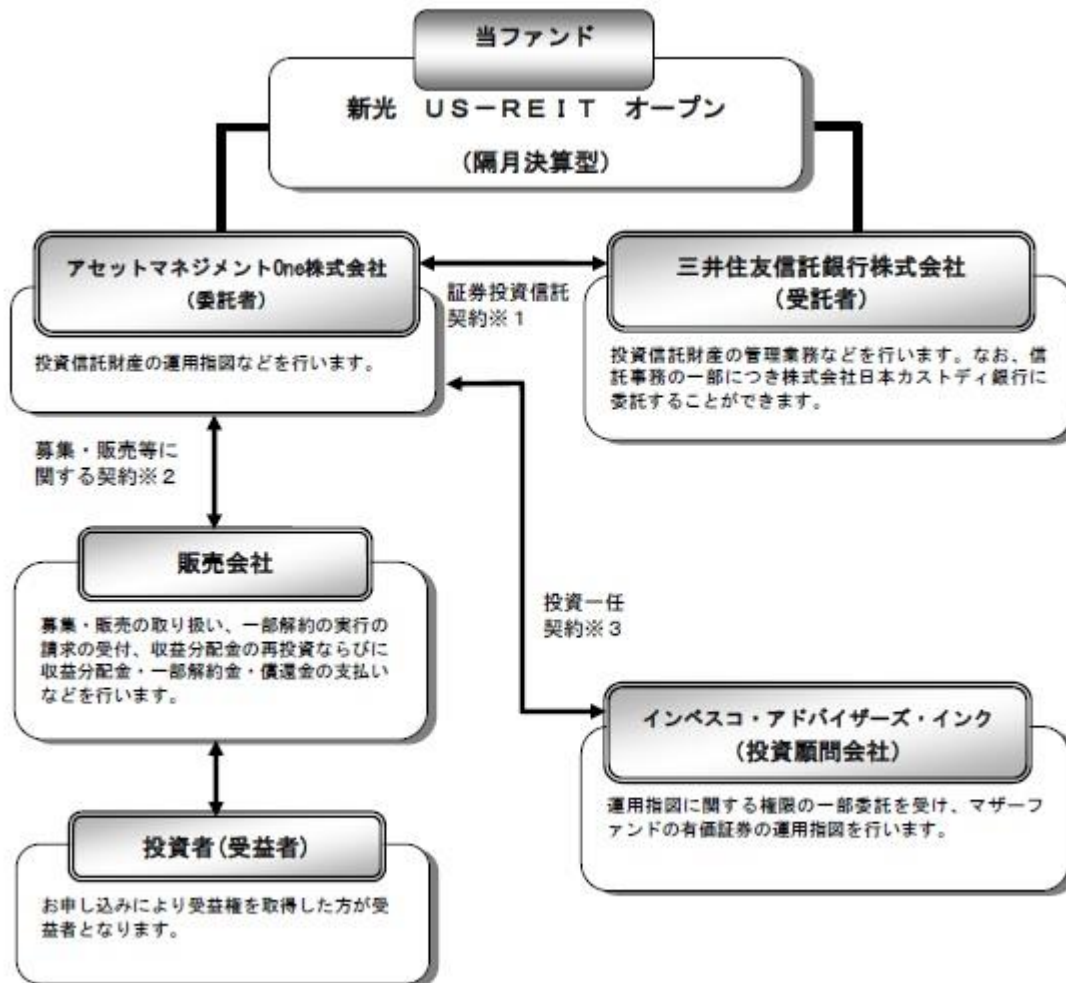 当ファンド
新光 US-REIT オープン
（隔月決算型）
アセットマネジメントOne株式会社
（委託者）
投資信託財産の運用指図などを行います。
証券投資信託
契約※1
三井住友信託銀行株式会社
（受託者）
投資信託財産の管理業務などを行います。なお、信
託事務の一部につき株式会社日本カストディ銀行に
委託することができます。
募集・販売等に
関する契約※2
販売会社
募集・販売の取り扱い、一部解約の実行の
請求の受付、収益分配金の再投資ならびに
収益分配金・一部解約金・償還金の支払い
などを行います。
投資一任
契約※3
インベスコ・アドバイザーズ・インク
（投資顧問会社）
運用指図に関する権限の一部委託を受け、マザーフ
ァンドの有価証券の運用指図を行います。
投資者（受益者）
お申し込みにより受益権を取得した方が受
益者となります。